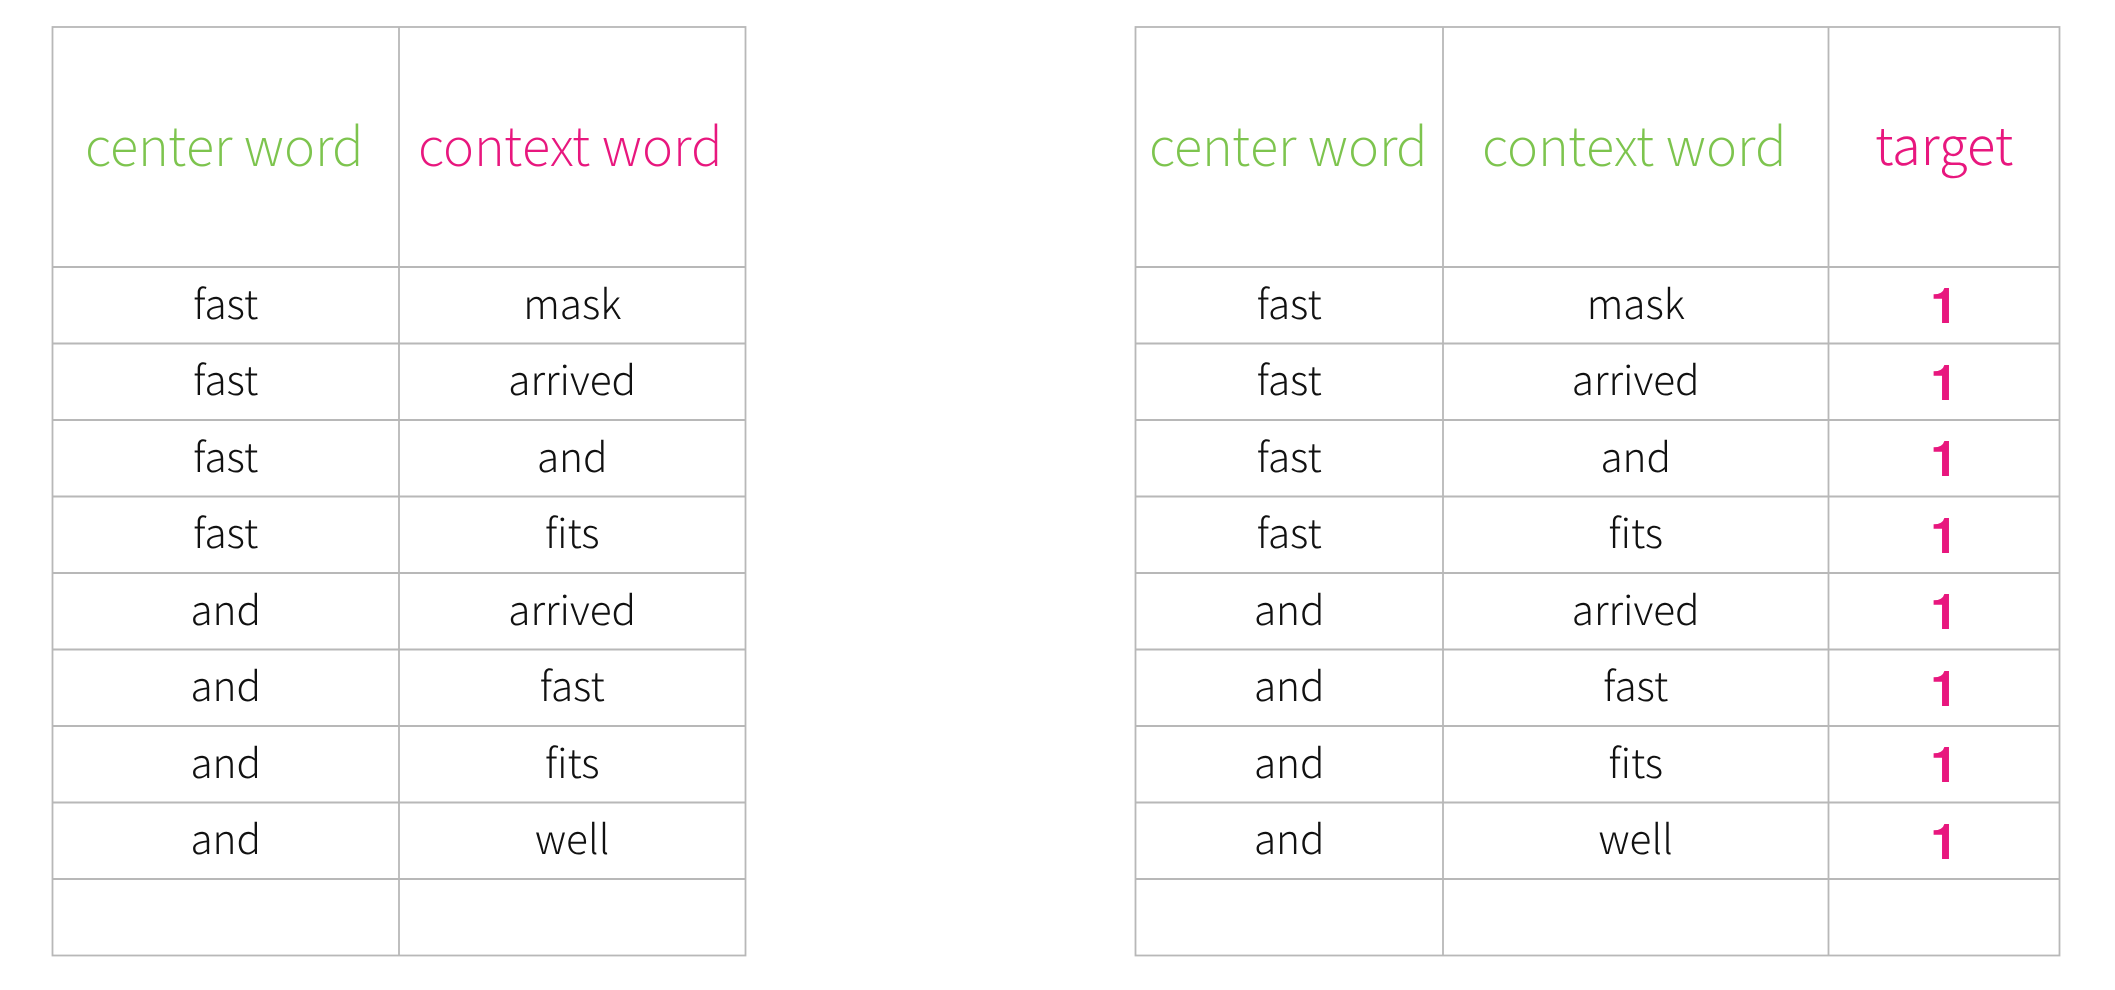 center word context word
fast mask
fast arrived
fast and
fast fits
and arrived
and fast
and fits
and well
center word context word target
fast mask 1
fast arrived 1
fast and 1
fast fits 1
and arrived 1
and fast 1
and fits 1
and well 1